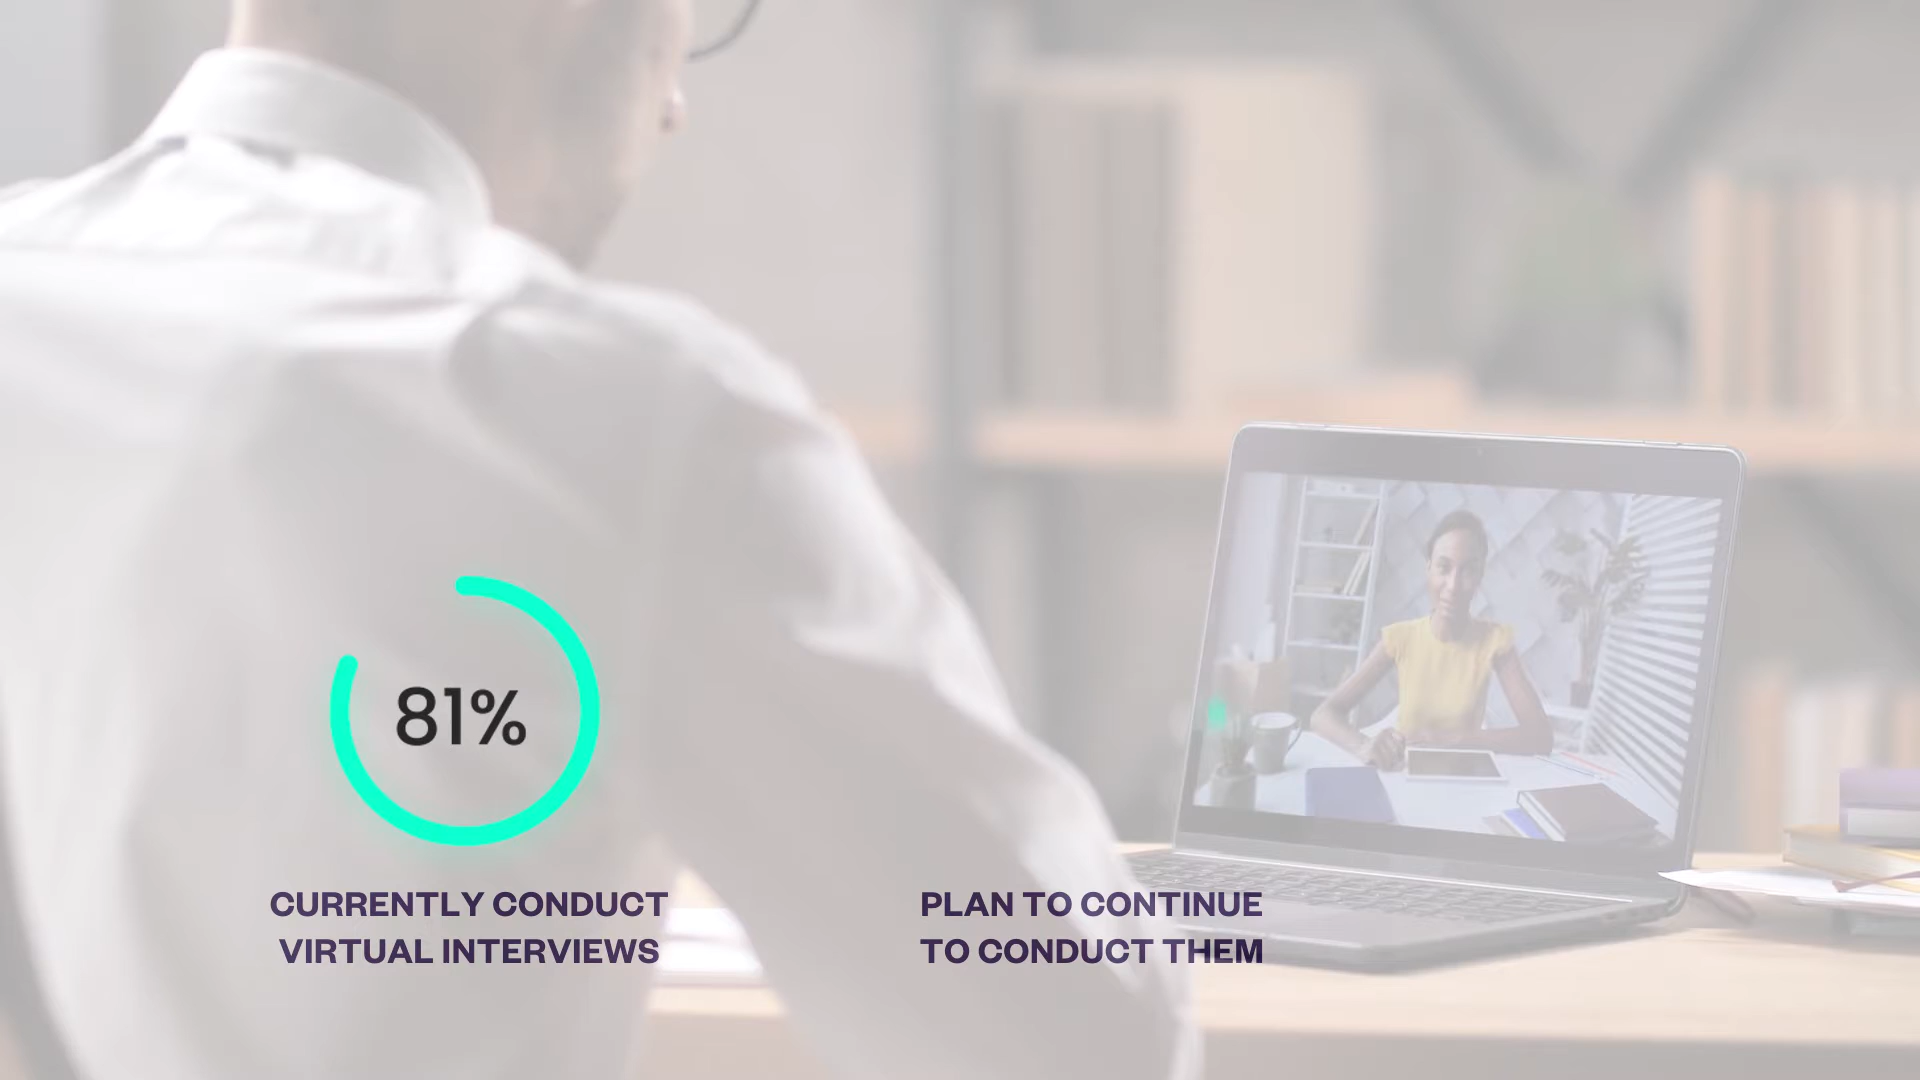 81%
CURRENTLY CONDUCT
VIRTUAL INTERVIEWS
PLAN TO CONTINUE
TO CONDUCT THEM